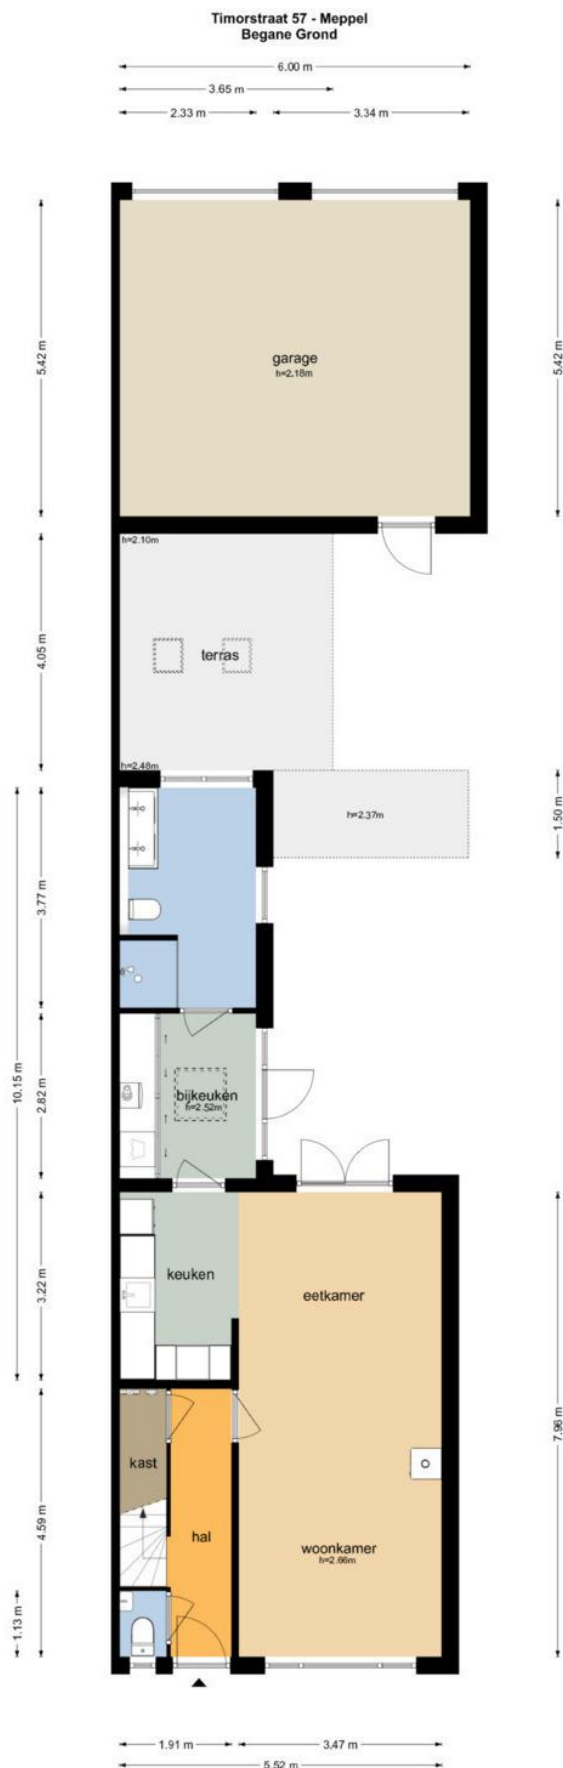 Timorstraat 57 - Meppel
Begane Grond
6.00 m
3.65 m
2.33 m
3.34 m
5.42 m
5.42 m
garage
h=2.18m
h=2.10m
4.05 m
terras
h=2.48m
h=2.37m
1.50 m
3.77 m
10.15 m
2.82 m
bijkeuken
h=2.52m
3.22 m
keuken
eetkamer
7.96 m
kast
4.59 m
hal
woonkamer
h=2.66m
1.13 m
1.91 m
3.47 m
5.52 m